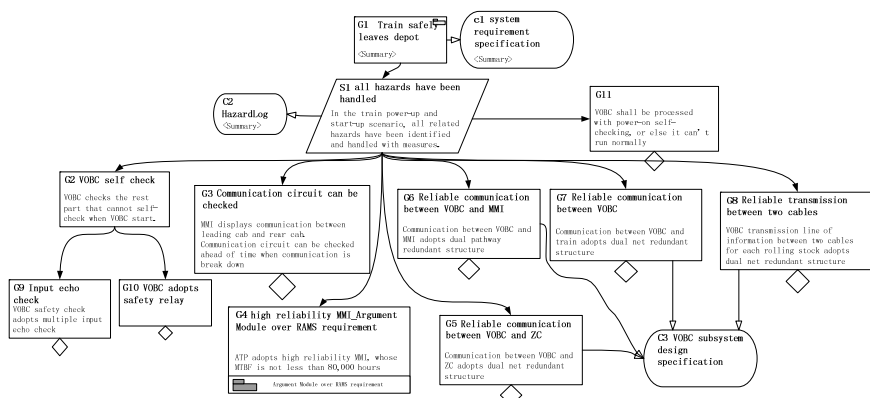 G1 Train safely
leaves depot
<Summary>
c1 system
requirement
specification
<Summary>
S1 all hazards have been
handled
In the train power-up and
start-up scenario, all related
hazards have been identified
and handled with measures.
C2
HazardLog
<Summary>
G11
VOBC shall be processed
with power-on self-
checking, or else it can't
run normally
G2 VOBC self check
VOBC checks the rest
part that cannot self-
check when VOBC start.
G3 Communication circuit can be
checked
MMI displays communication between
leading cab and rear cab.
Communication circuit can be checked
ahead of time when communication is
break down
G6 Reliable communication
between VOBC and MMI
Communication between VOBC and
MMI adopts dual pathway
redundant structure
G7 Reliable communication
between VOBC
Communication between VOBC and
train adopts dual net redundant
structure
G8 Reliable transmission
between two cables
VOBC transmission line of
information between two cables
for each rolling stock adopts
dual net redundant structure
G9 Input echo
check
VOBC safety check
adopts multiple input
echo check
G10 VOBC adopts
safety relay
G4 high reliability MMI_Argument
Module over RAMS requirement
ATP adopts high reliability MMI, whose
MTBF is not less than 80,000 hours
Argument Module over RAMS requirement
G5 Reliable communication
between VOBC and ZC
Communication between VOBC and
ZC adopts dual net redundant
structure
C3 VOBC subsystem
design
specification